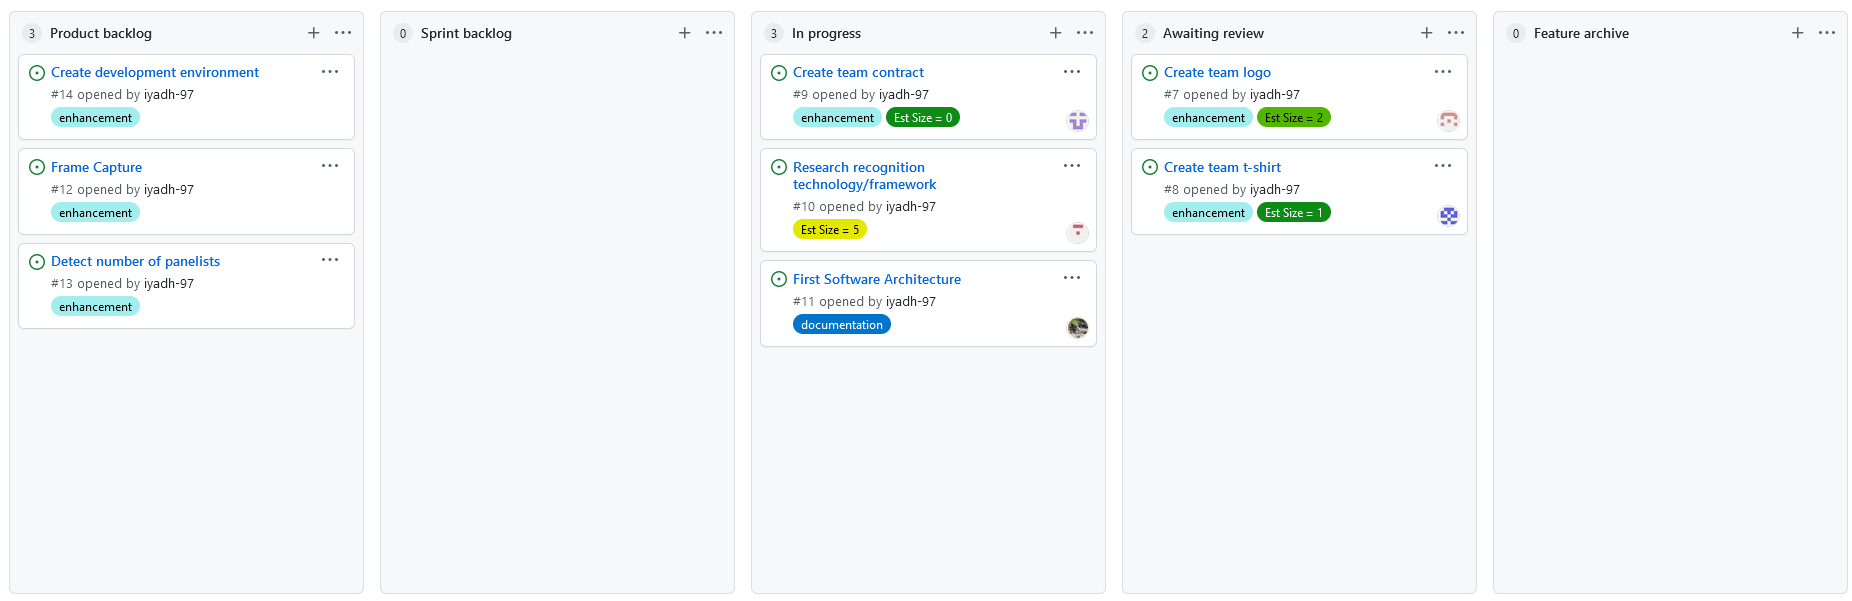 3 Product backlog
Create development environment
#14 opened by iyadh-97
enhancement
Frame Capture
#12 opened by iyadh-97
enhancement
Detect number of panelists
#13 opened by iyadh-97
enhancement
0 Sprint backlog
3 In progress
Create team contract
#9 opened by iyadh-97
enhancement Est Size = 0
Research recognition
technology/framework
#10 opened by iyadh-97
Est Size = 5
First Software Architecture
#11 opened by iyadh-97
documentation
2 Awaiting review
Create team logo
#7 opened by iyadh-97
enhancement Est Size = 2
Create team t-shirt
#8 opened by iyadh-97
enhancement Est Size = 1
0 Feature archive